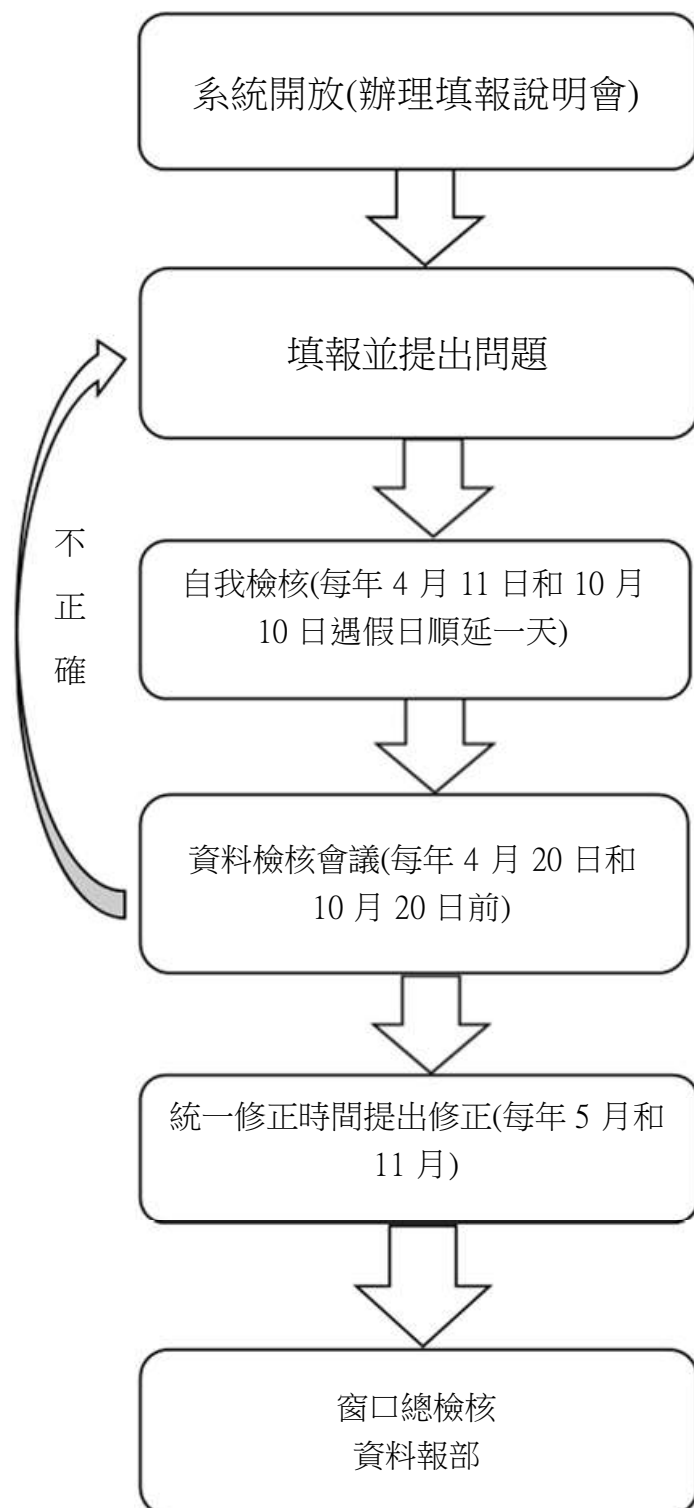 系統開放(辦理填報說明會)
填報並提出問題
不
正
確
自我檢核(每年 4 月 11 日和 10 月
10 日遇假日順延一天)
資料檢核會議(每年 4 月 20 日和
10 月 20 日前)
統一修正時間提出修正(每年 5 月和
11 月)
窗口總檢核
資料報部